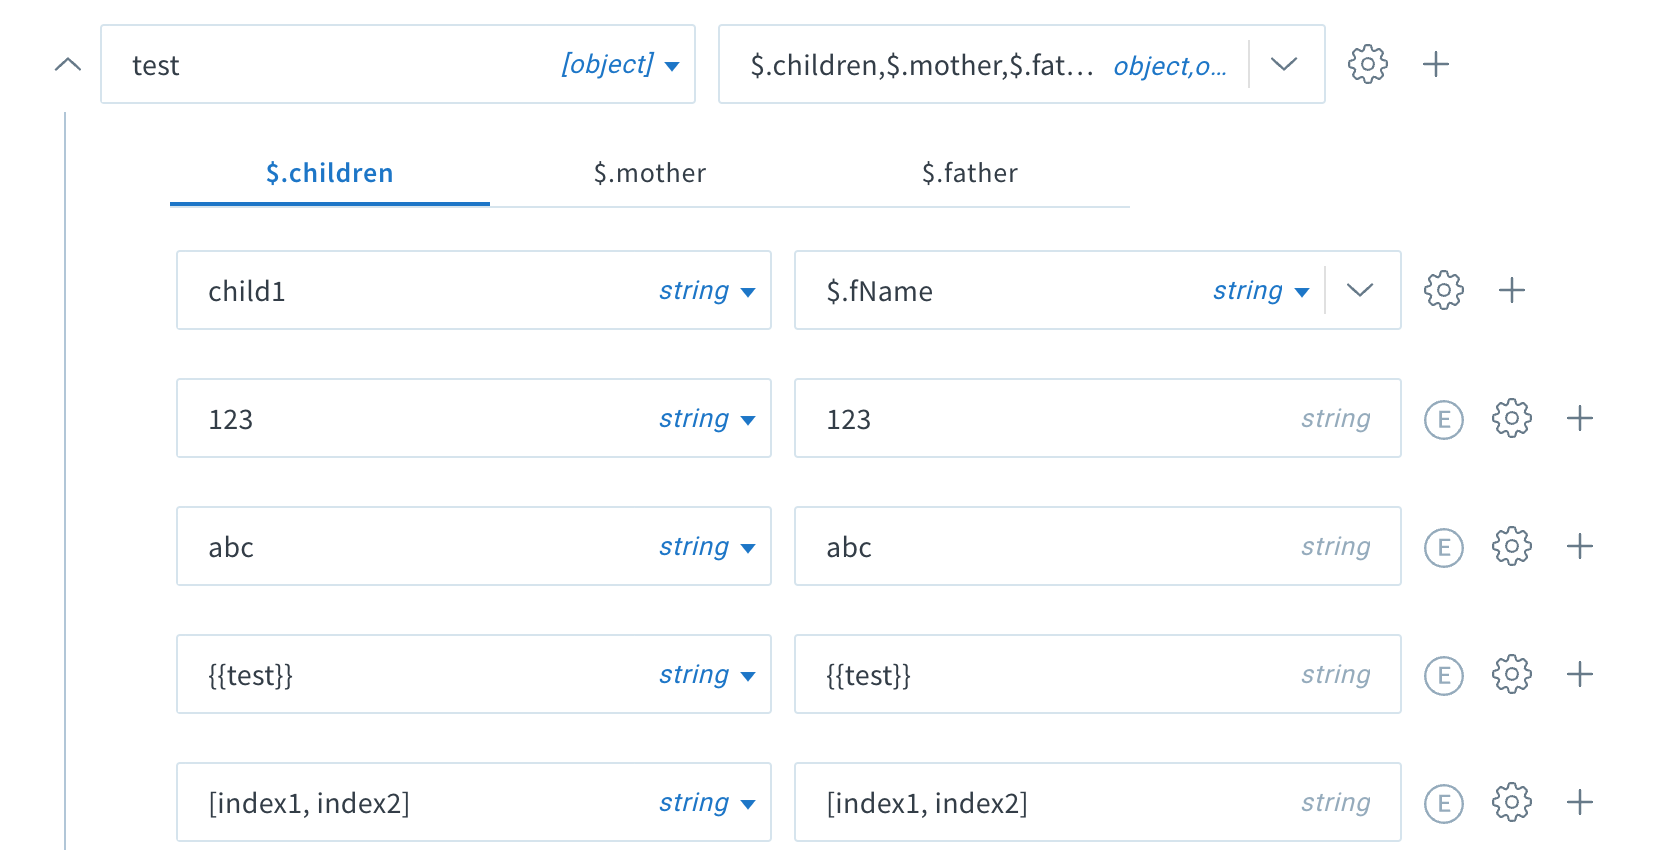 test [object] $.children,$.mother,$.fat... object,o...
$.children $.mother $.father
child1 string $.fName string
123 string 123 string E
abc string abc string E
{{test}} string {{test}} string E
[index1, index2] string [index1, index2] string E